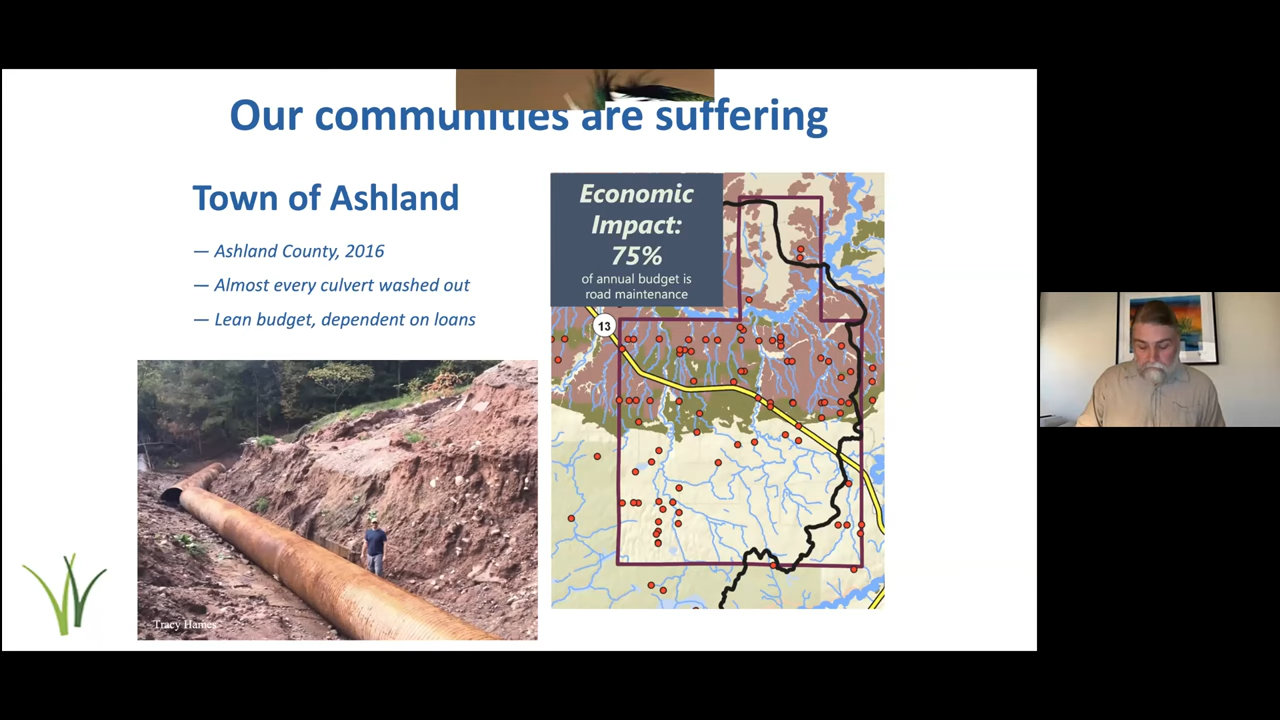 Our communities are suffering
Town of Ashland
— Ashland County, 2016
— Almost every culvert washed out
— Lean budget, dependent on loans
Economic
Impact:
75%
of annual budget is
road maintenance
13
Tracy Hames